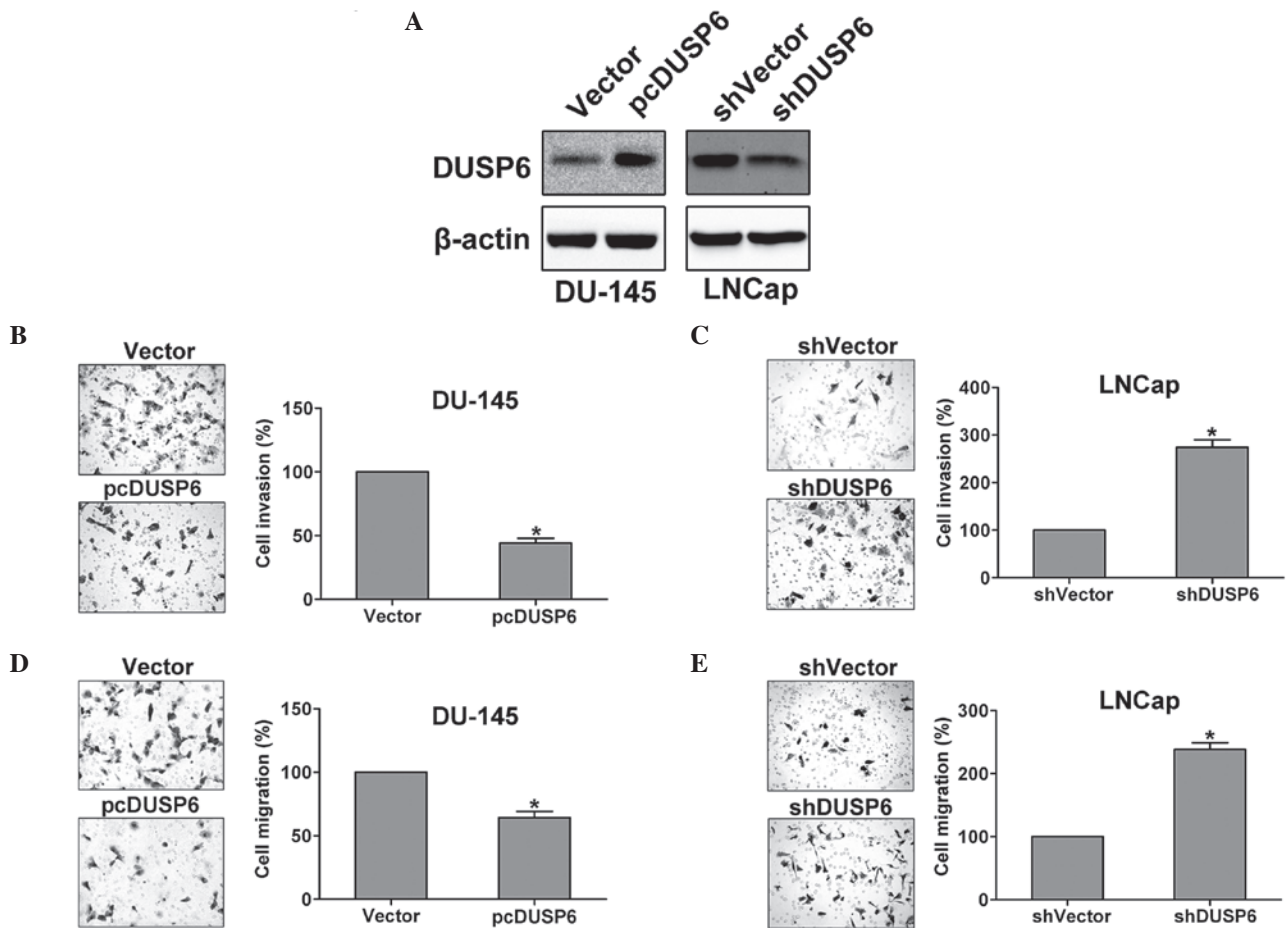 A
Vector
pcDUSP6
shVector
shDUSP6
DUSP6
β-actin
DU-145
LNCap
B
Vector
pcDUSP6
DU-145
Cell invasion (%)
150
100
50
0
Vector
pcDUSP6
*
C
shVector
shDUSP6
LNCap
Cell invasion (%)
400
300
200
100
0
shVector
shDUSP6
*
D
Vector
pcDUSP6
DU-145
Cell migration (%)
150
100
50
0
Vector
pcDUSP6
*
E
shVector
shDUSP6
LNCap
Cell migration (%)
300
200
100
0
shVector
shDUSP6
*